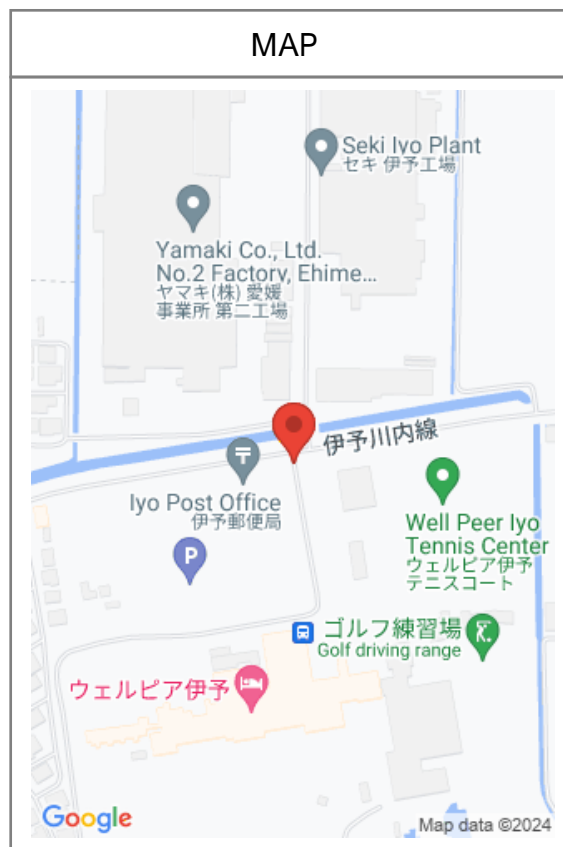 MAP
Seki Iyo Plant
セキ 伊予工場
Yamaki Co., Ltd.
No.2 Factory, Ehime...
ヤマキ(株) 愛媛
事業所 第二工場
伊予川内線
〒
Iyo Post Office
伊予郵便局
P
Well Peer Iyo
Tennis Center
ウェルピア伊予
テニスコート
ゴルフ練習場
Golf driving range
ウェルピア伊予
Google
Map data ©2024